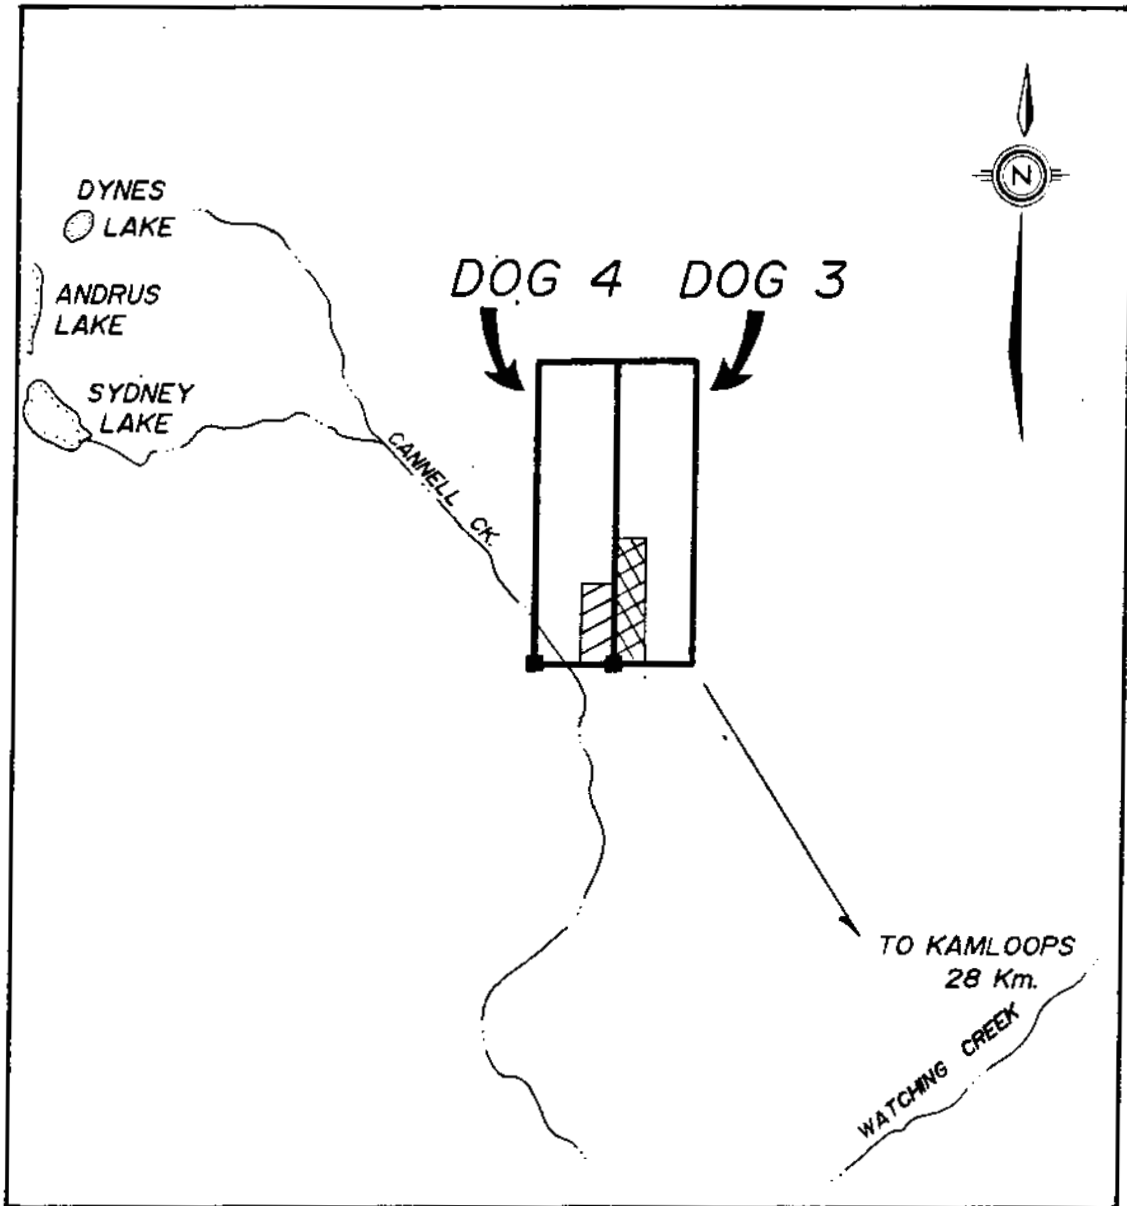 DYNES
LAKE
ANDRUS
LAKE
SYDNEY
LAKE
DOG 4
DOG 3
N
CANNELL CK.
TO KAMLOOPS
28 Km.
WATCHING CREEK